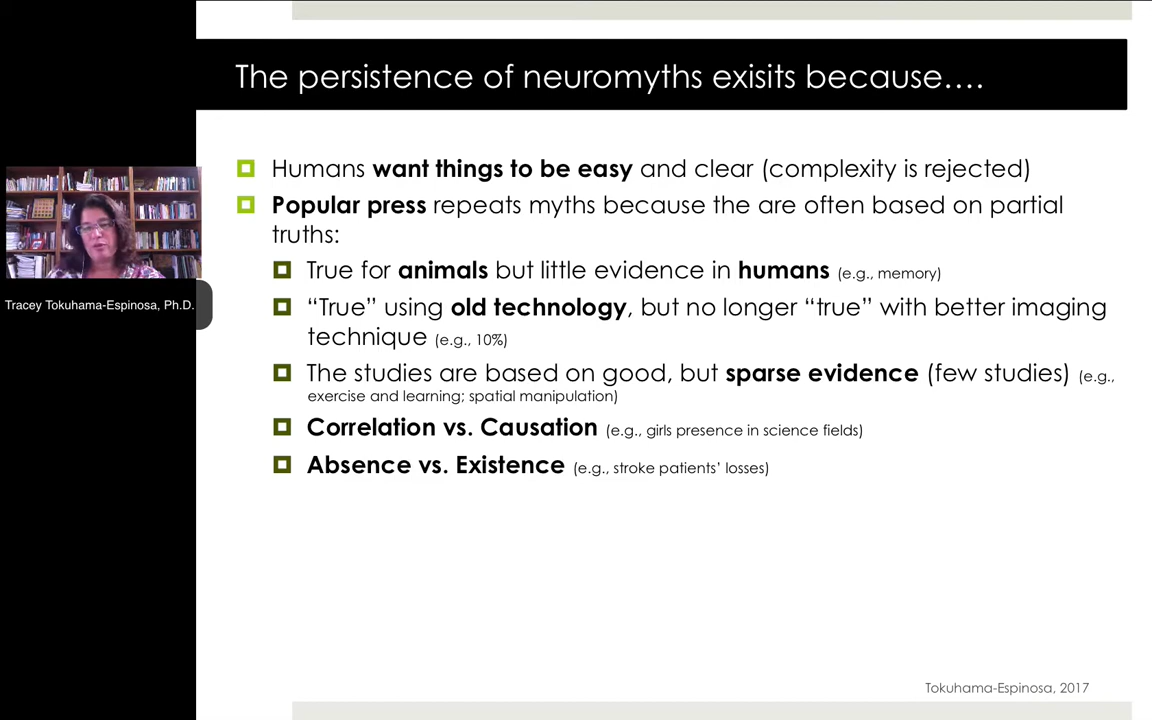 The persistence of neuromyths exisits because....
Humans want things to be easy and clear (complexity is rejected)
Popular press repeats myths because the are often based on partial
truths:
True for animals but little evidence in humans (e.g., memory)
“True” using old technology, but no longer “true” with better imaging
technique (e.g., 10%)
The studies are based on good, but sparse evidence (few studies) (e.g.,
exercise and learning; spatial manipulation)
Correlation vs. Causation (e.g., girls presence in science fields)
Absence vs. Existence (e.g., stroke patients’ losses)
Tracey Tokuhama-Espinosa, Ph.D.
Tokuhama-Espinosa, 2017